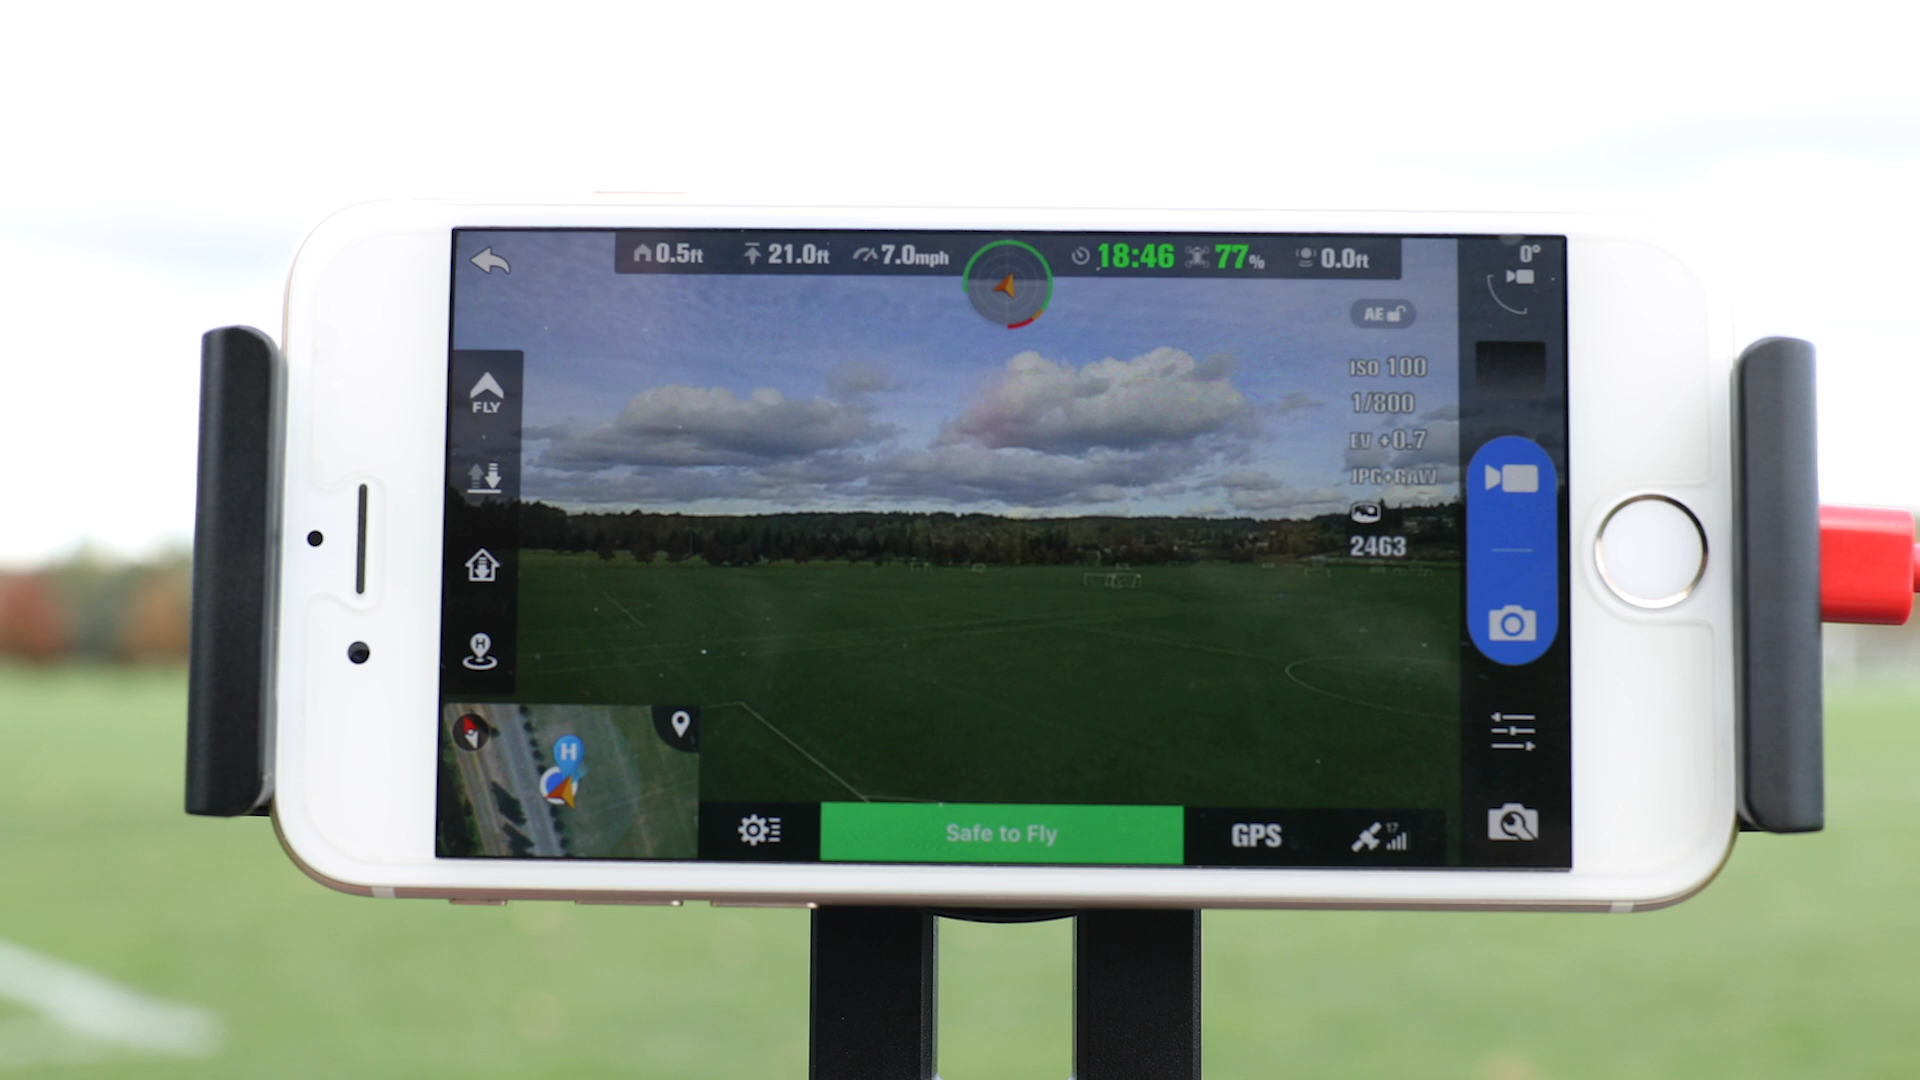 0.5ft 21.0ft 7.0mph 18:46 77% 0.0ft
0°
AE
ISO 100
1/800
EV +0.7
JPG+RAW
2463
FLY
H
H
Safe to Fly
GPS
17